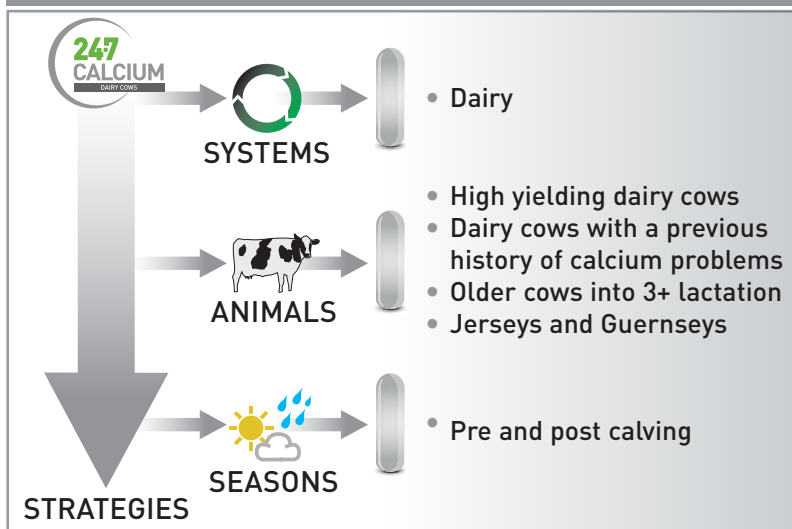 24·7
CALCIUM
DAIRY COWS
SYSTEMS
• Dairy
ANIMALS
• High yielding dairy cows
• Dairy cows with a previous
history of calcium problems
• Older cows into 3+ lactation
• Jerseys and Guernseys
SEASONS
• Pre and post calving
STRATEGIES